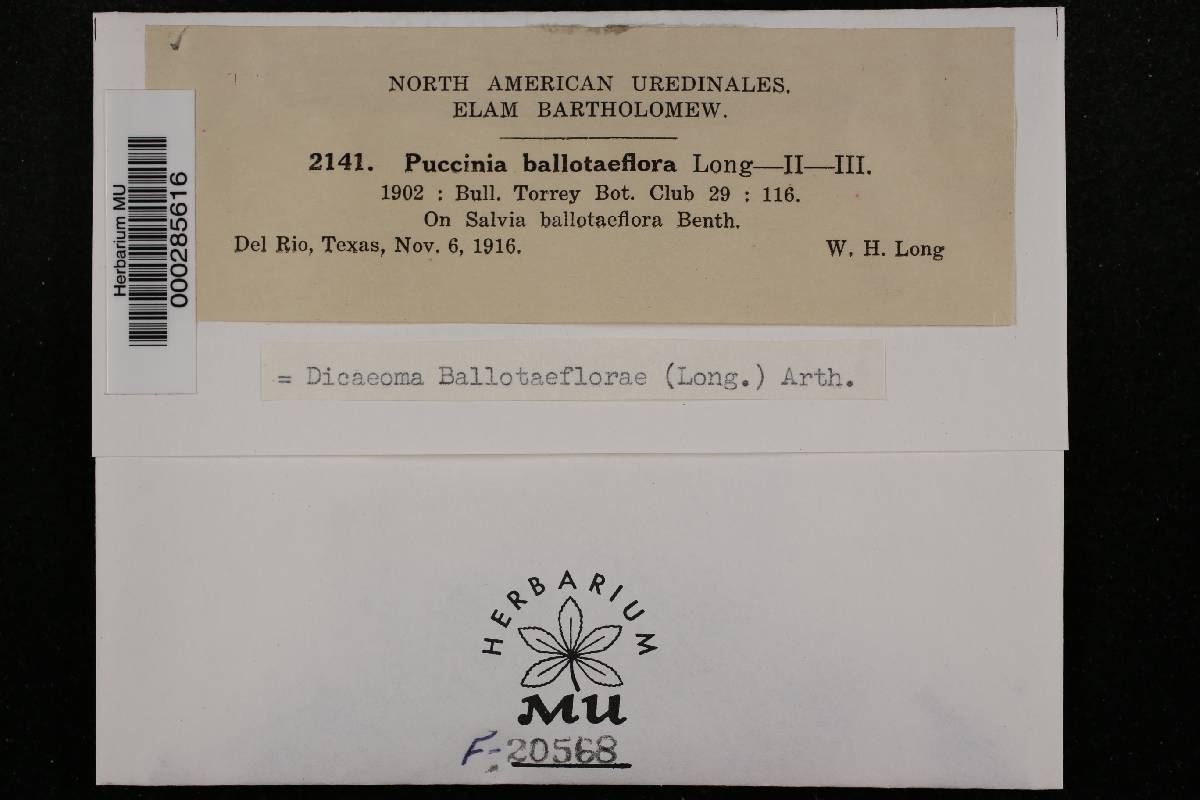 NORTH AMERICAN UREDINALES.
ELAM BARTHOLOMEW.
2141. Puccinia ballotaeflora Long—II—III.
1902 : Bull. Torrey Bot. Club 29 : 116.
On Salvia ballotaeflora Benth.
Del Rio, Texas, Nov. 6, 1916. W. H. Long
Herbarium MU
000285616
= Dicaeoma Ballotaeflorae (Long.) Arth.
HERBARIUM
MU
F-20568